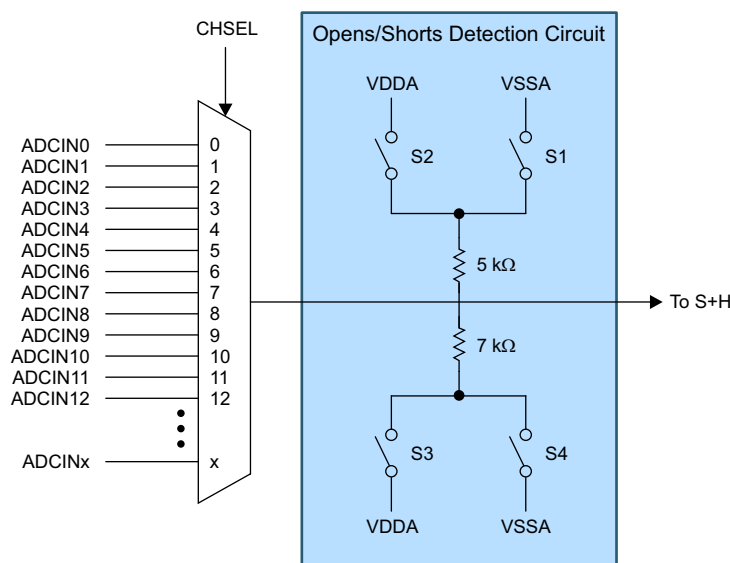 CHSEL
Opens/Shorts Detection Circuit
VDDA
VSSA
S2
S1
5 kΩ
7 kΩ
S3
S4
VDDA
VSSA
To S+H
ADCIN0 0
ADCIN1 1
ADCIN2 2
ADCIN3 3
ADCIN4 4
ADCIN5 5
ADCIN6 6
ADCIN7 7
ADCIN8 8
ADCIN9 9
ADCIN10 10
ADCIN11 11
ADCIN12 12
ADCINx x